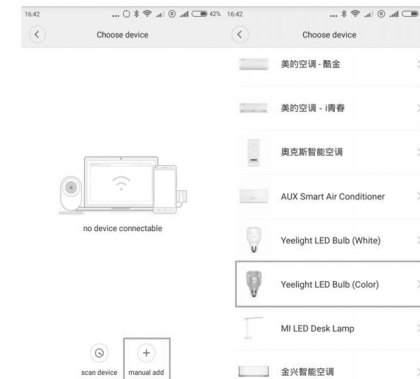 16:42
... 42%
Choose device
no device connectable
scan device
manual add
16:42
...
Choose device
美的空调 - 酷金
美的空调 - i青春
奥克斯智能空调
AUX Smart Air Conditioner
Yeelight LED Bulb (White)
Yeelight LED Bulb (Color)
MI LED Desk Lamp
金兴智能空调